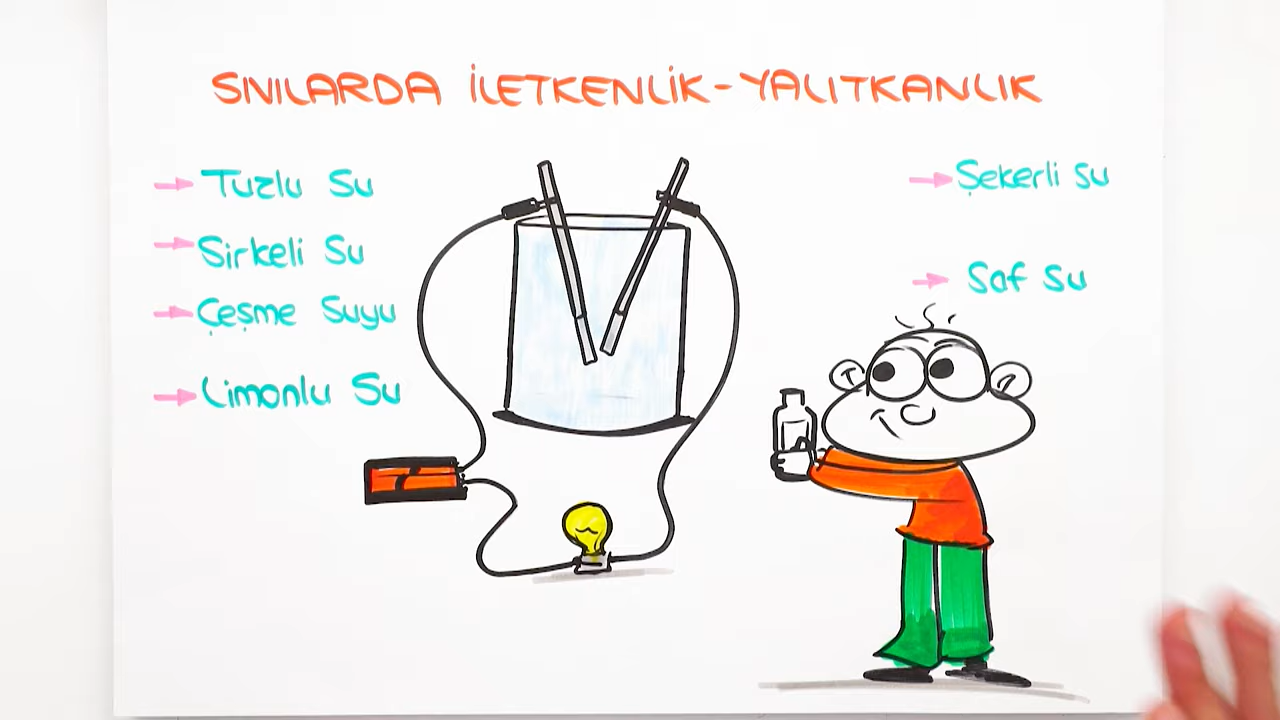 SIVILARDA İLETKENLİK-YALITKANLIK
Tuzlu Su
Sirkeli Su
Çeşme Suyu
Limonlu Su
Şekerli su
Saf su